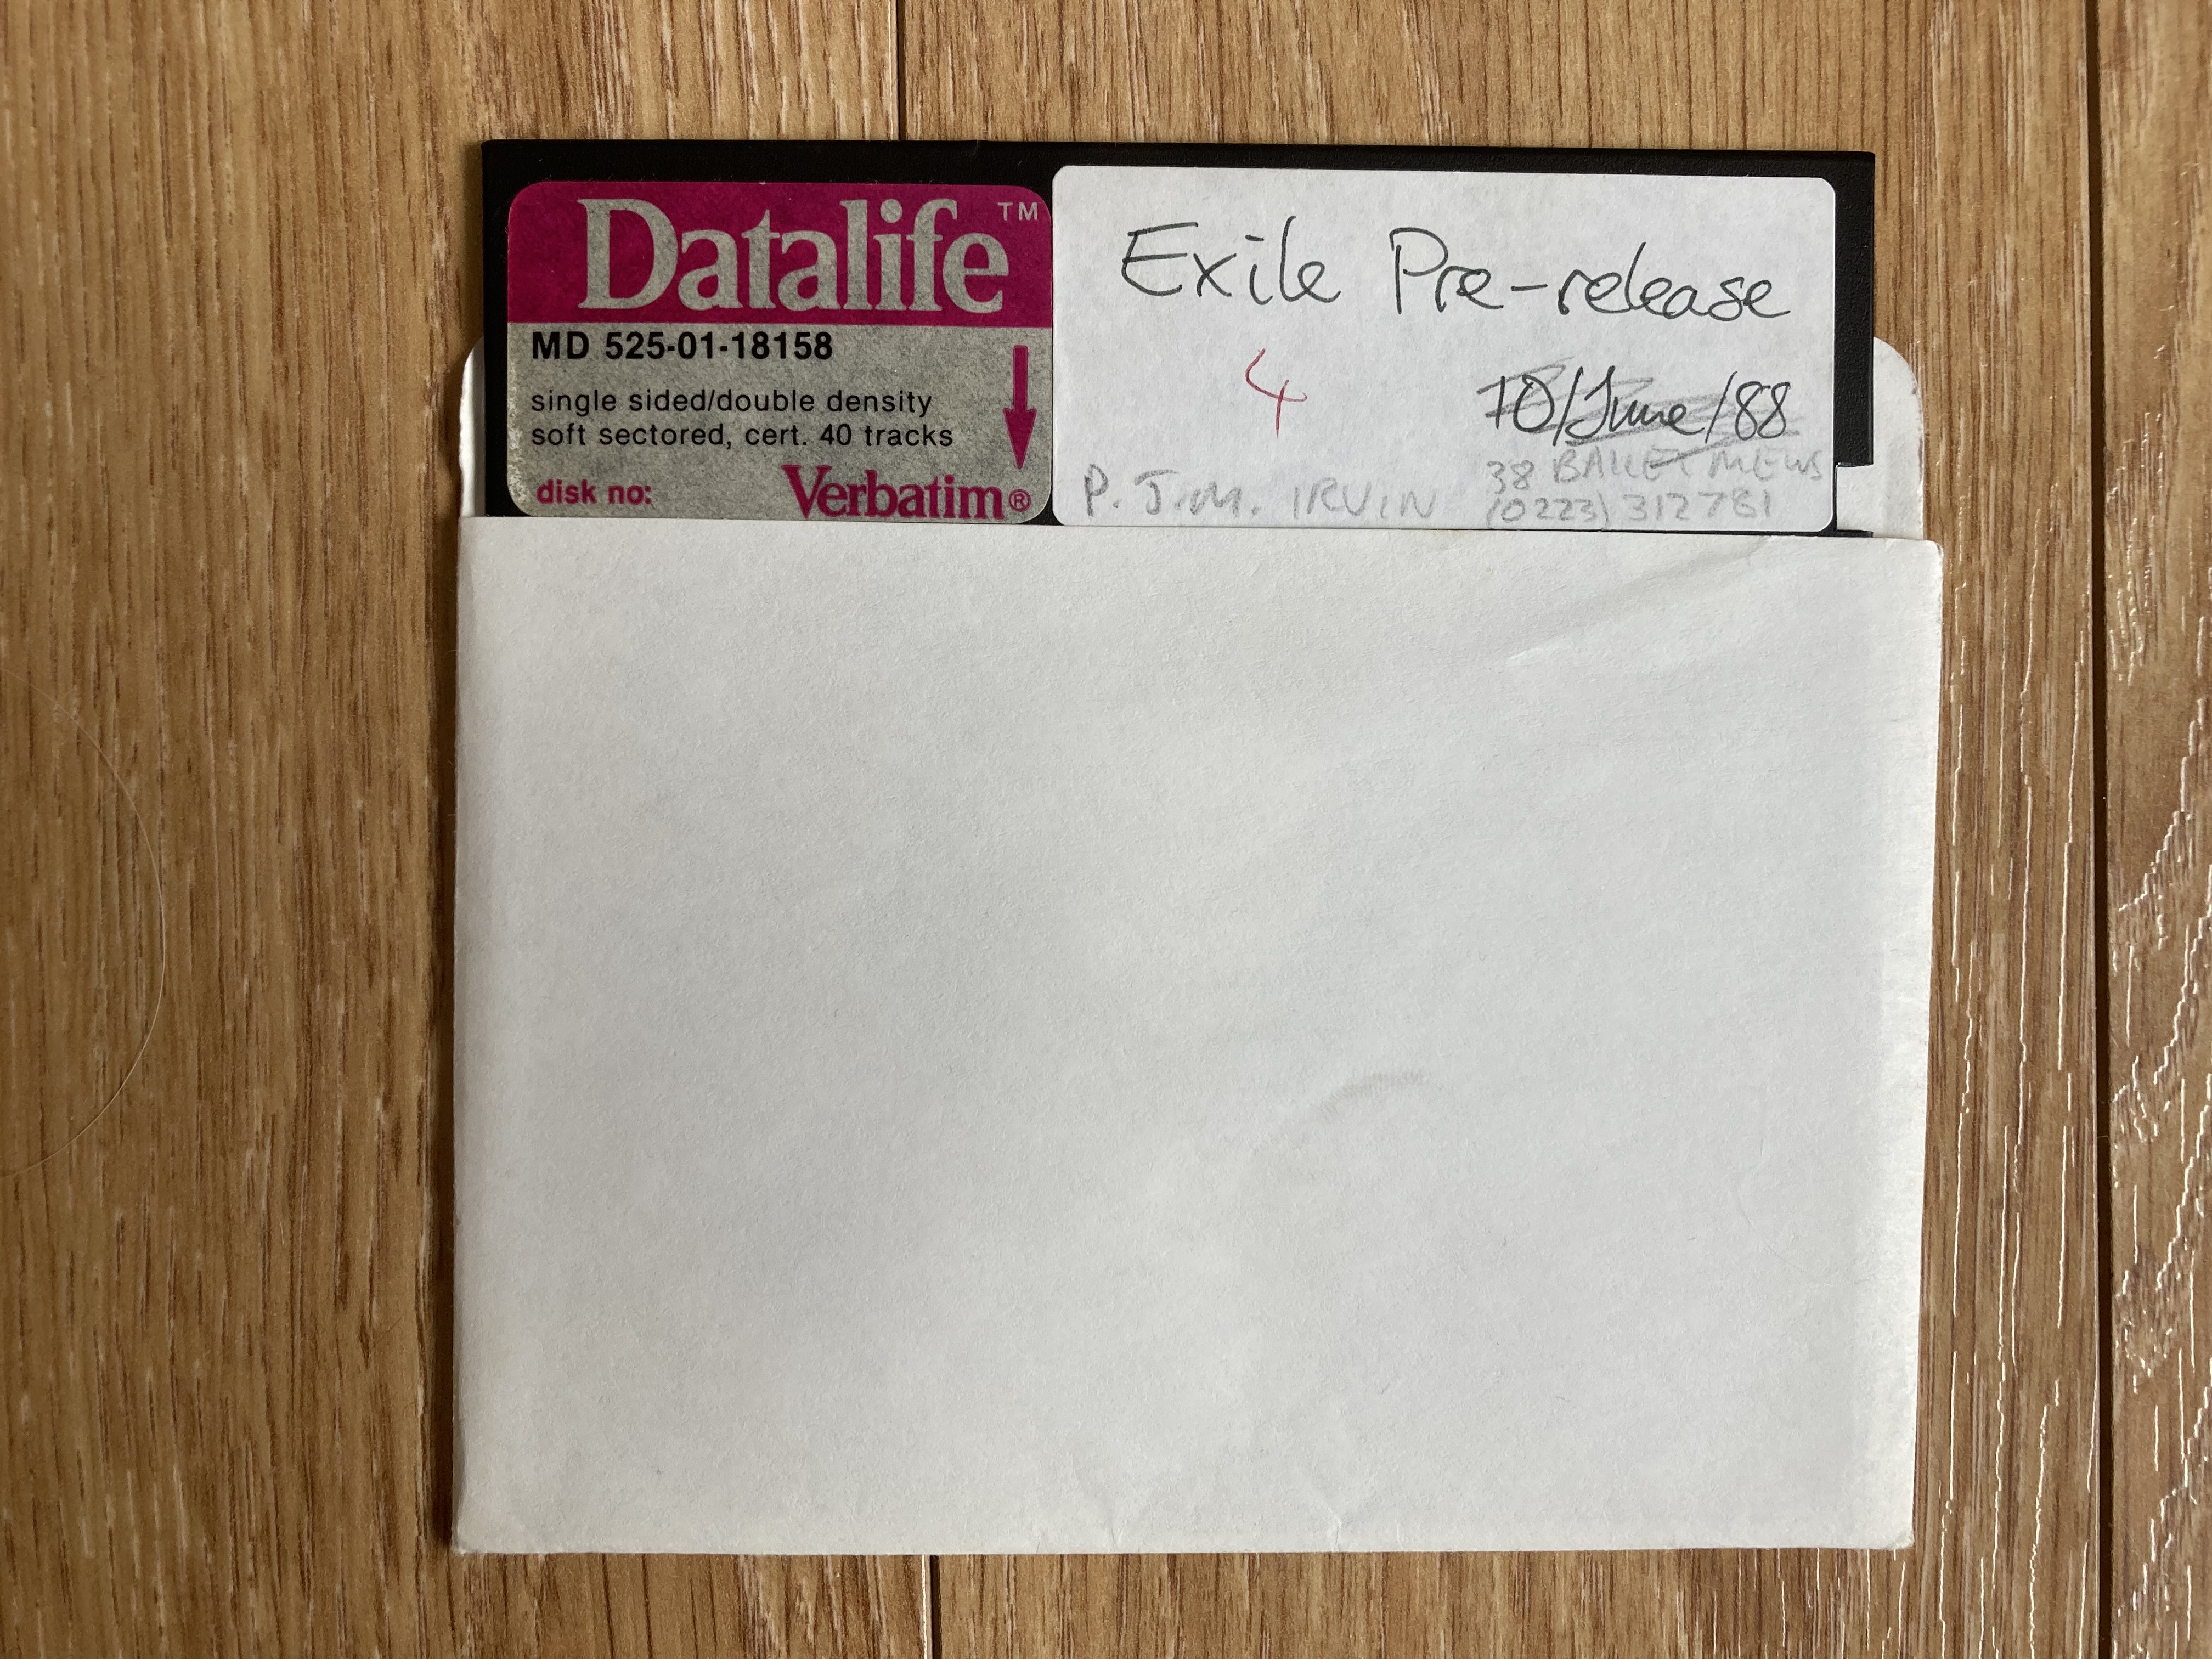 Datalife™
MD 525-01-18158
single sided/double density
soft sectored, cert. 40 tracks
disk no:
Verbatim®
Exile Pre-release
4
10/June/88
P. J.M. IRVIN
38 MEWS
(0223) 312781